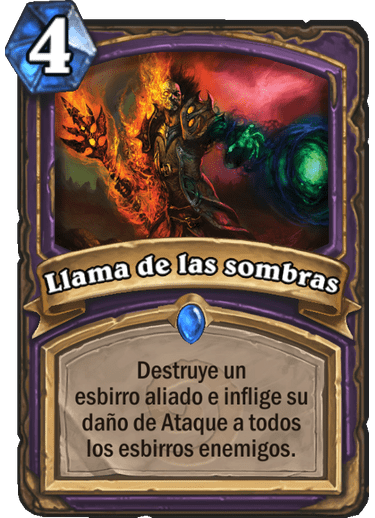 4
Llama de las sombras
Destruye un
esbirro aliado e inflige su
daño de Ataque a todos
los esbirros enemigos.